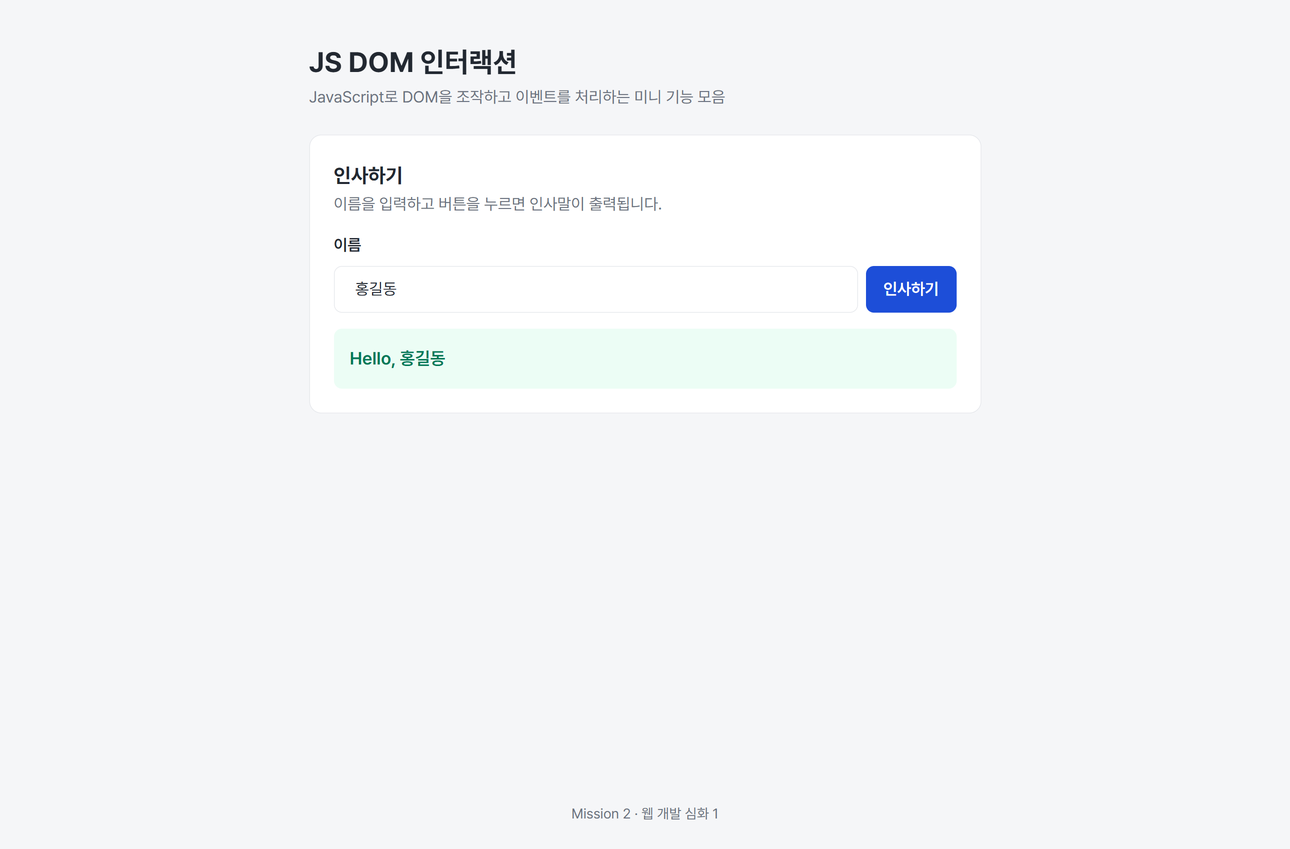 JS DOM 인터랙션
JavaScript로 DOM을 조작하고 이벤트를 처리하는 미니 기능 모음
인사하기
이름을 입력하고 버튼을 누르면 인사말이 출력됩니다.
이름
홍길동
인사하기
Hello, 홍길동
Mission 2 · 웹 개발 심화 1